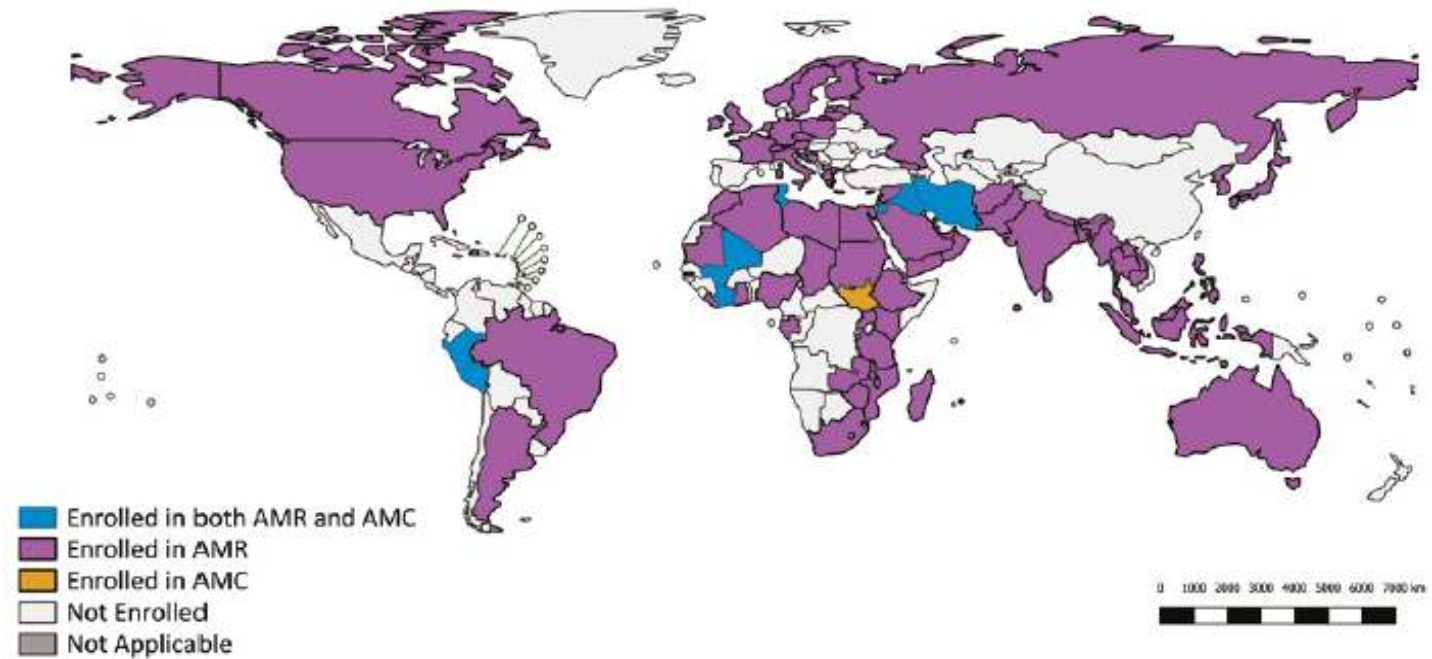 Enrolled in both AMR and AMC
Enrolled in AMR
Enrolled in AMC
Not Enrolled
Not Applicable
0 1000 2000 3000 4000 5000 6000 7000 km